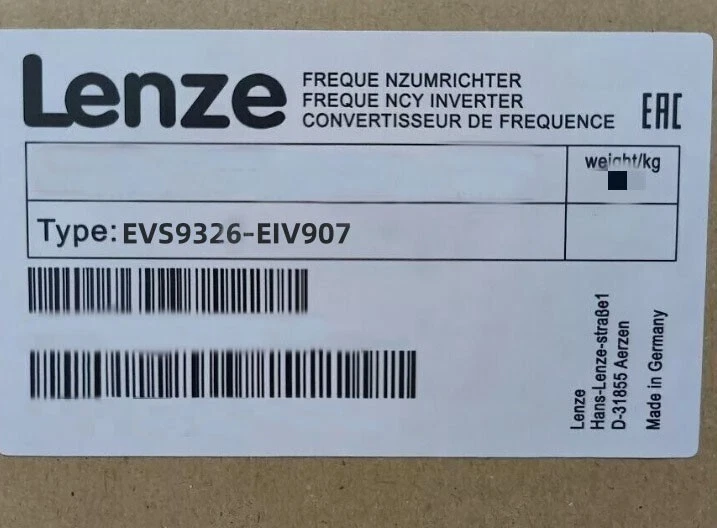 Lenze
FREQUE NZUMRICHTER
FREQUE NCY INVERTER
CONVERTISSEUR DE FREQUENCE
EAC
weight/kg
Type: EVS9326-EIV907
Lenze
Hans-Lenze-straße1
D-31855 Aerzen
Made in Germany